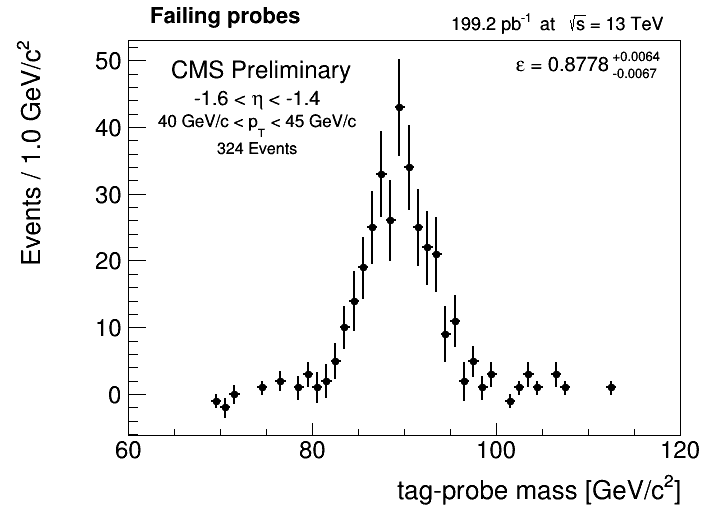 Failing probes
199.2 pb⁻¹ at √s = 13 TeV
CMS Preliminary
-1.6 < η < -1.4
40 GeV/c < p_T < 45 GeV/c
324 Events
ε = 0.8778 +0.0064 -0.0067
Events / 1.0 GeV/c²
50
40
30
20
10
0
60 80 100 120
tag-probe mass [GeV/c²]